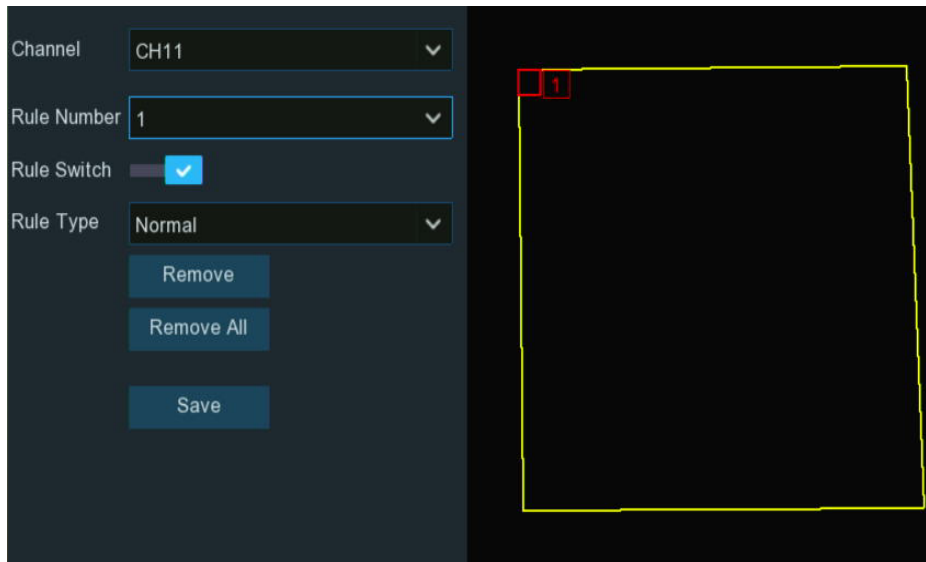 Channel CH11
Rule Number 1
Rule Switch
Rule Type Normal
Remove
Remove All
Save
1